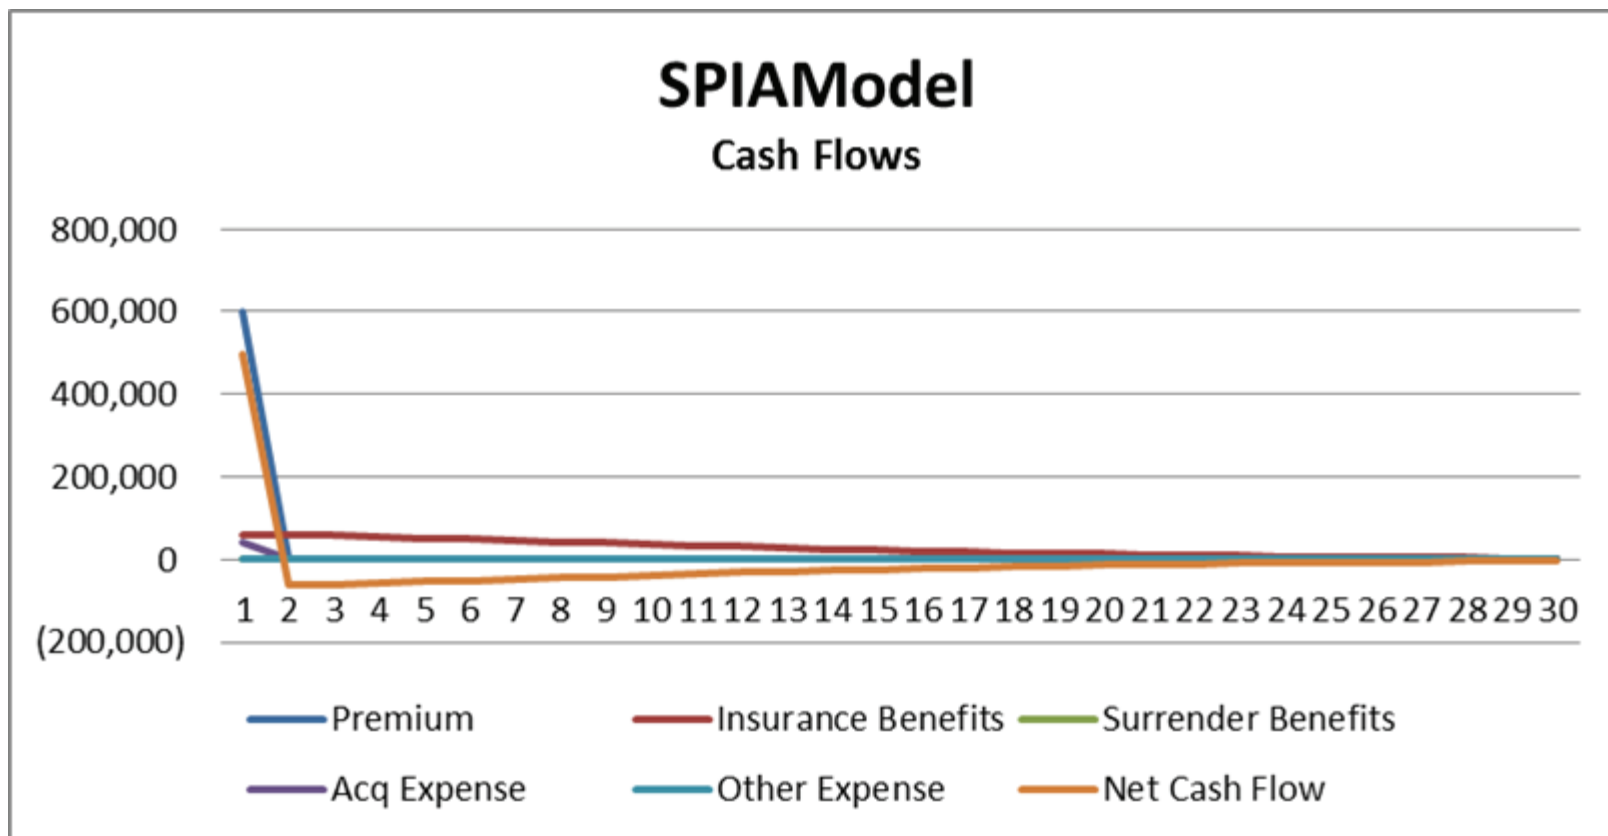 SPIAModel
Cash Flows
800,000
600,000
400,000
200,000
0
1 2 3 4 5 6 7 8 9 10 11 12 13 14 15 16 17 18 19 20 21 22 23 24 25 26 27 28 29 30
(200,000)
Premium Insurance Benefits Surrender Benefits
Acq Expense Other Expense Net Cash Flow